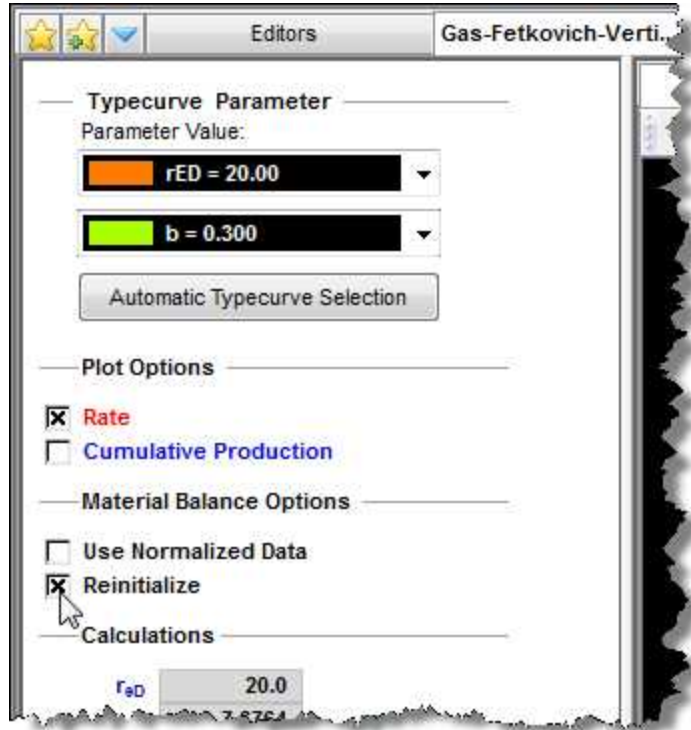 Editors
Gas-Fetkovich-Verti..
Typecurve Parameter
Parameter Value:
rED = 20.00
b = 0.300
Automatic Typecurve Selection
Plot Options
Rate
Cumulative Production
Material Balance Options
Use Normalized Data
Reinitialize
Calculations
reD 20.0